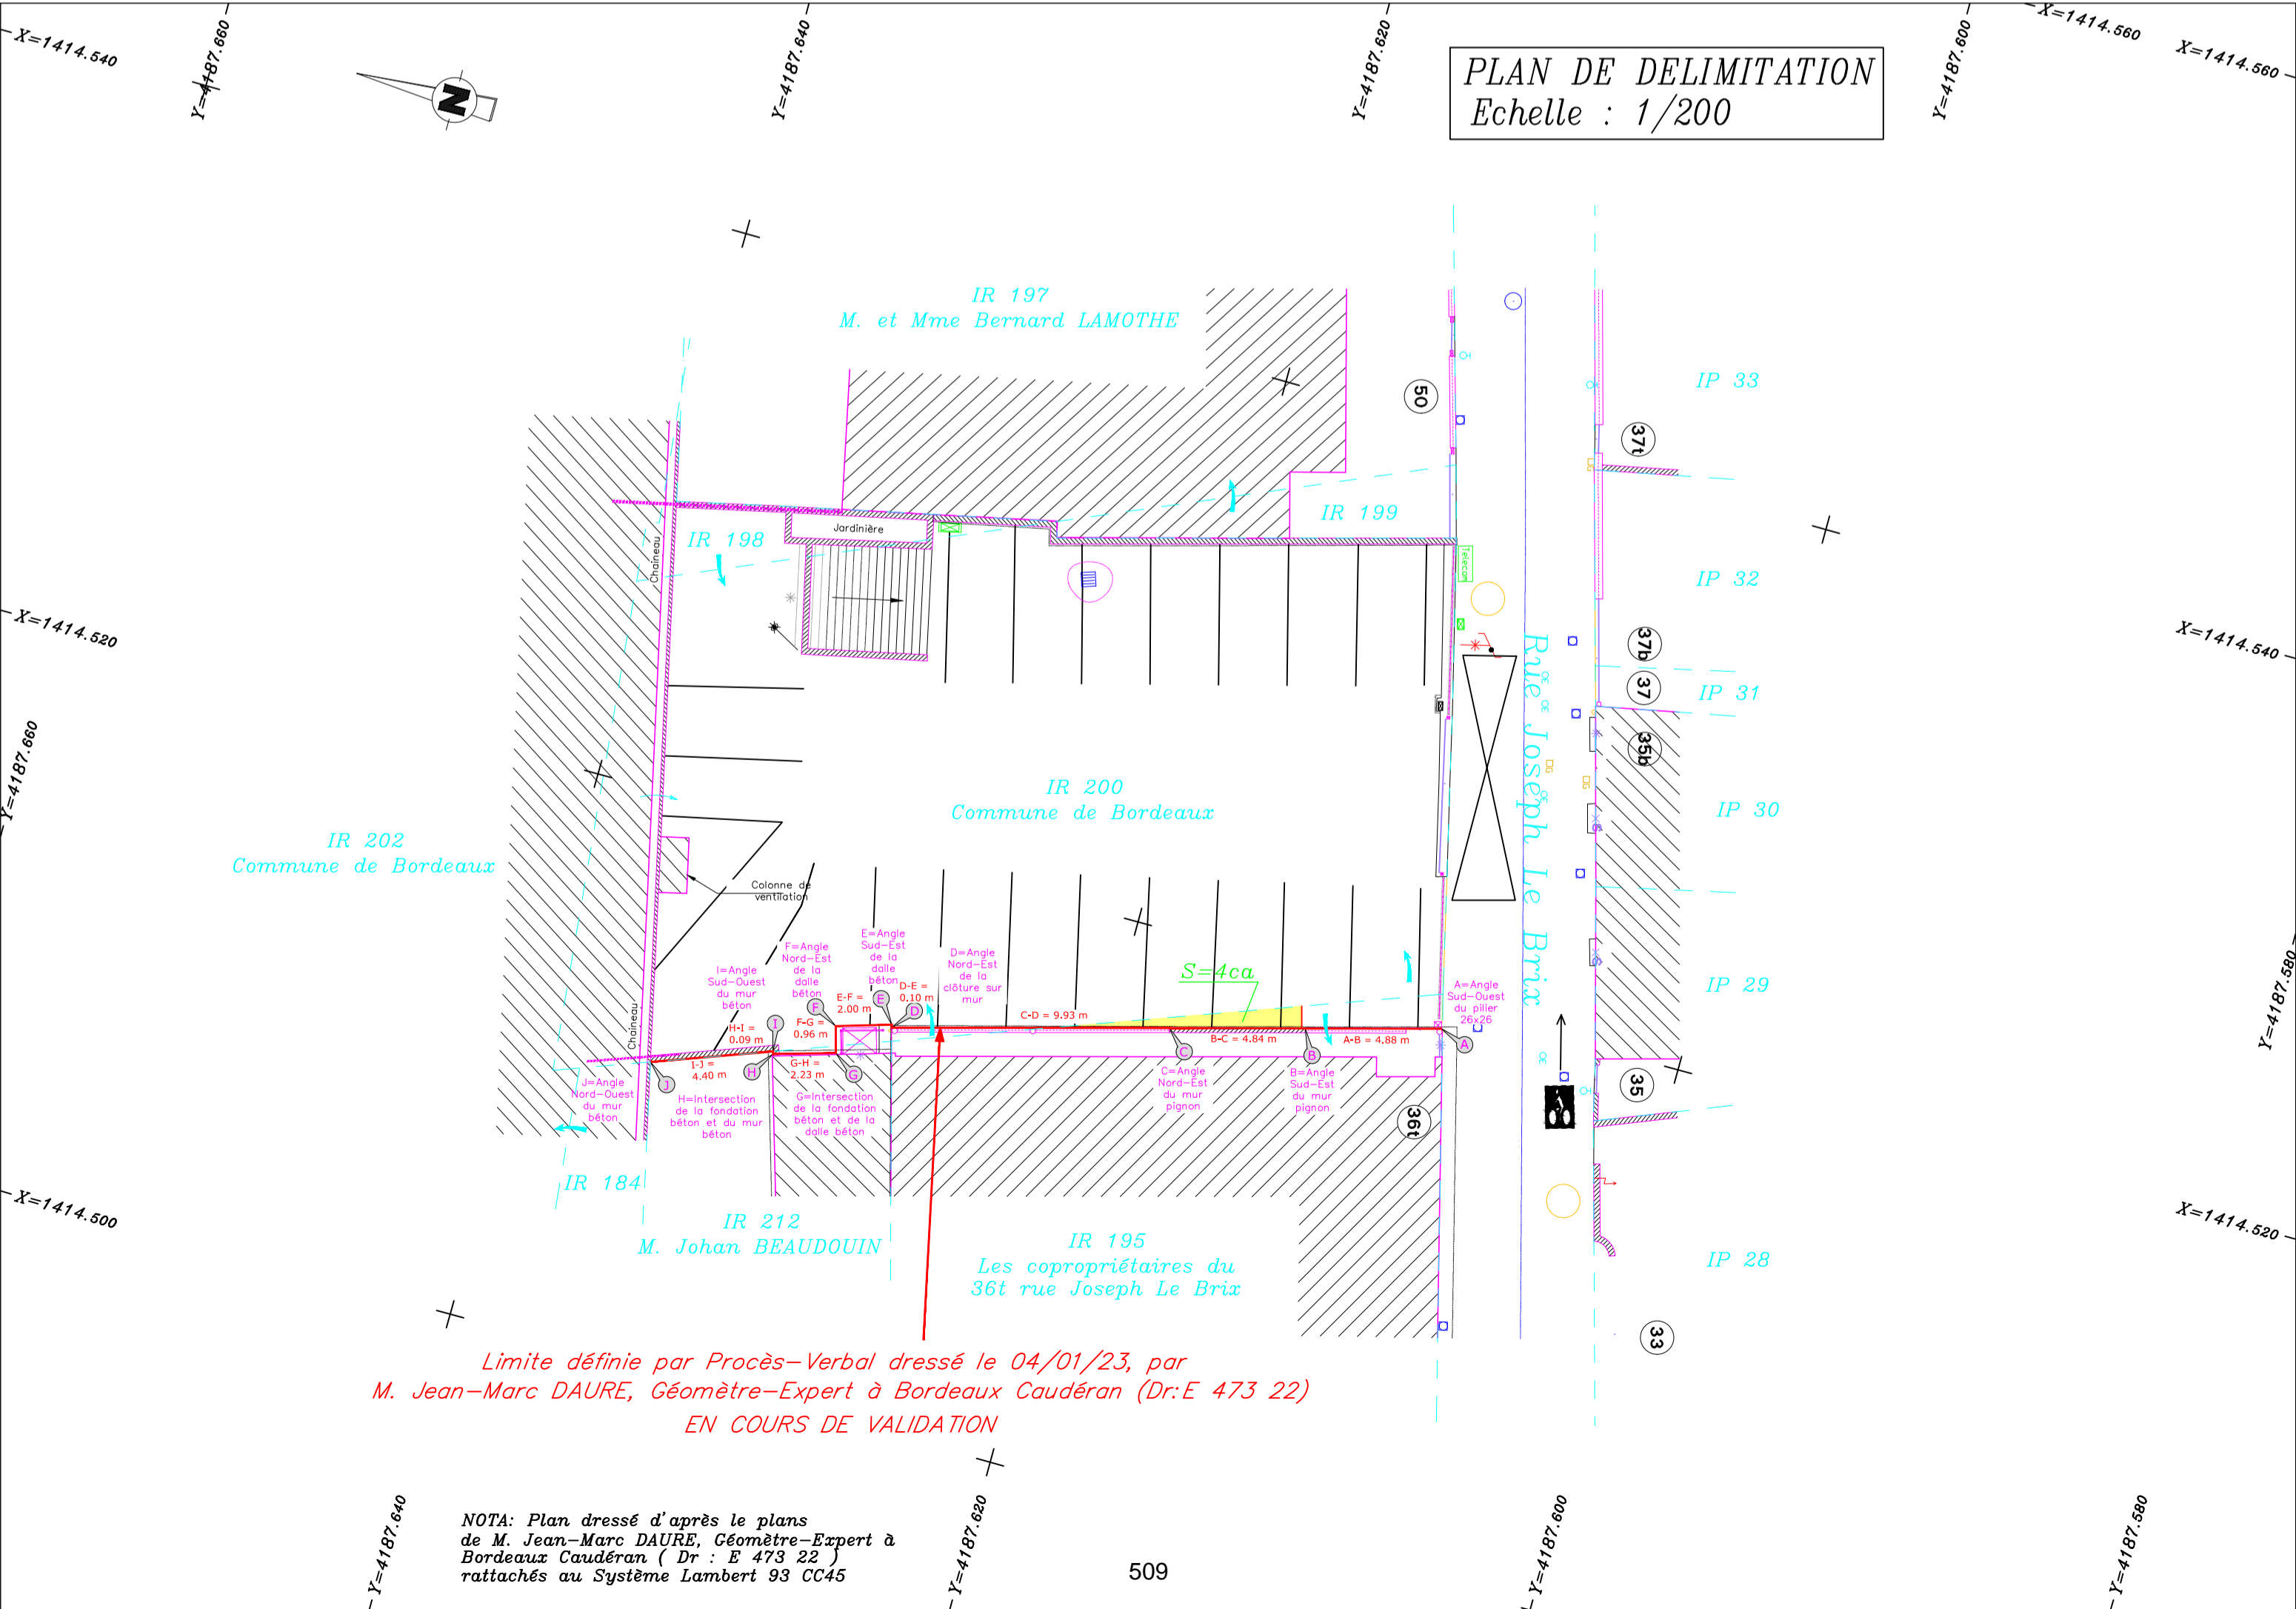 X=1414.540
Y=4187.660
Y=4187.640
Y=4187.620
Y=4187.600
X=1414.560
X=1414.560
N
PLAN DE DELIMITATION
Echelle : 1/200
IR 197
M. et Mme Bernard LAMOTHE
50
IP 33
37t
IR 199
Jardinière
IR 198
Chaîneau
Telecom
IP 32
X=1414.520
X=1414.540
37b
37
IP 31
35b
Rue Joseph Le Brix
IR 200
Commune de Bordeaux
IP 30
IR 202
Commune de Bordeaux
Y=4187.660
Colonne de
ventilation
E=Angle
Sud-Est
de la
dalle
béton
F=Angle
Nord-Est
de la
dalle
béton
D=Angle
Nord-Est
de la
clôture sur
mur
I=Angle
Sud-Ouest
du mur
béton
S=4ca
A=Angle
Sud-Ouest
du pilier
26x26
IP 29
Y=4187.580
E-F =
2.00 m
D-E =
0.10 m
F-G =
0.96 m
H-I =
0.09 m
C-D = 9.93 m
B-C = 4.84 m
A-B = 4.88 m
F
E
D
I
H
G
J
C
B
A
Chaîneau
I-J =
4.40 m
G-H =
2.23 m
J=Angle
Nord-Ouest
du mur
béton
H=Intersection
de la fondation
béton et du mur
béton
G=Intersection
de la fondation
béton et de la
dalle béton
C=Angle
Nord-Est
du mur
pignon
B=Angle
Sud-Est
du mur
pignon
35
36t
IR 184
X=1414.500
X=1414.520
IR 212
M. Johan BEAUDOUIN
IR 195
Les copropriétaires du
36t rue Joseph Le Brix
IP 28
33
Limite définie par Procès-Verbal dressé le 04/01/23, par
M. Jean-Marc DAURE, Géomètre-Expert à Bordeaux Caudéran (Dr:E 473 22)
EN COURS DE VALIDATION
Y=4187.640
Y=4187.620
Y=4187.600
Y=4187.580
NOTA: Plan dressé d'après le plans
de M. Jean-Marc DAURE, Géomètre-Expert à
Bordeaux Caudéran ( Dr : E 473 22 )
rattachés au Système Lambert 93 CC45
509